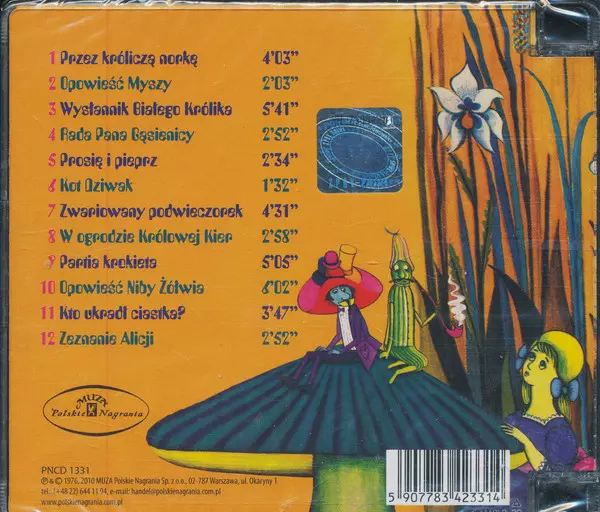 1 Przez króliczą norkę 4'03"
2 Opowieść Myszy 2'03"
3 Wysłannik Białego Królika 5'41"
4 Rada Pana Gąsienicy 2'52"
5 Prosię i pieprz 2'34"
6 Kot Dziwak 1'32"
7 Zwariowany podwieczorek 4'31"
8 W ogrodzie Królowej Kier 2'58"
9 Partia krokieta 5'05"
10 Opowieść Niby Żółwia 6'02"
11 Kto ukradł ciastka? 3'47"
12 Zeznanie Alicji 2'52"
MUZA
Polskie Nagrania
PNCD 1331
℗ & © 1976, 2010 MUZA Polskie Nagrania Sp. z o.o., 02-787 Warszawa, ul. Okaryny 1
tel. (+48 22) 644 11 94, e-mail: handel@polskienagrania.com.pl
www.polskienagrania.com.pl
5 907783 423314